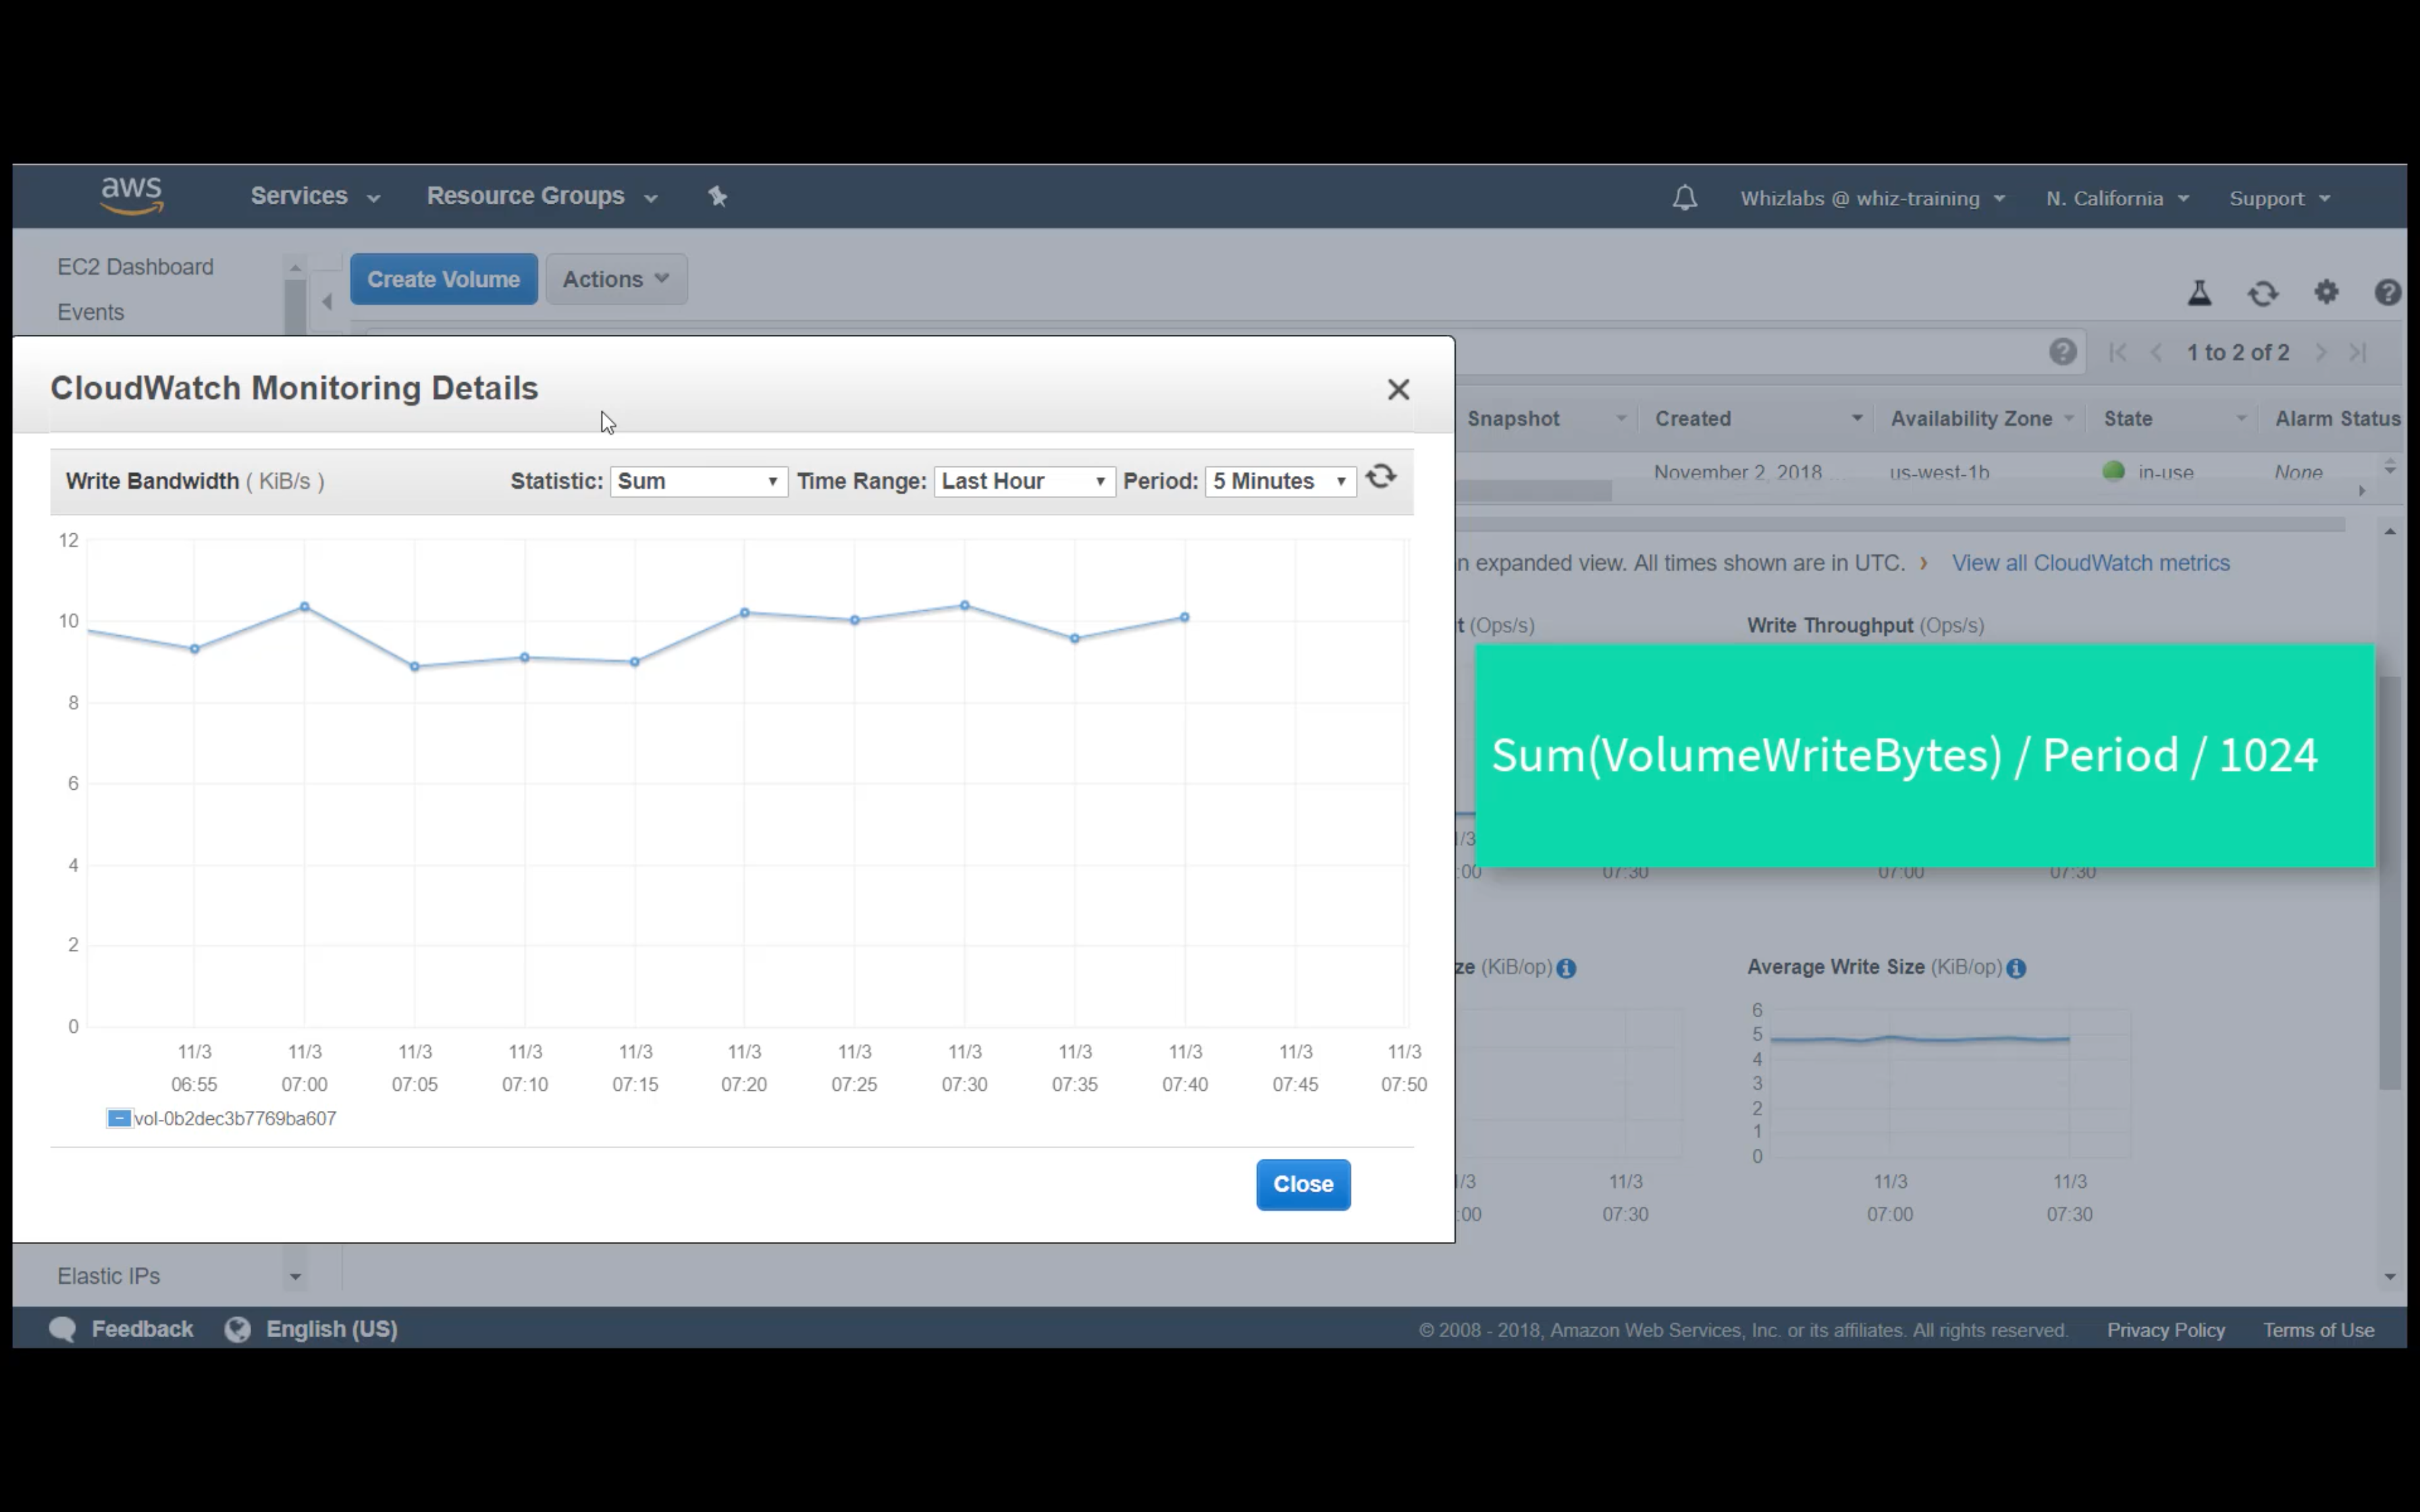 aws Services Resource Groups Whizlabs @ whiz-training N. California Support
EC2 Dashboard
Events
Create Volume Actions
1 to 2 of 2
CloudWatch Monitoring Details
Snapshot Created Availability Zone State Alarm Status
November 2, 2018 ... us-west-1b in-use None
Write Bandwidth ( KiB/s ) Statistic: Sum Time Range: Last Hour Period: 5 Minutes
12
10
8
6
4
2
0
11/3 11/3 11/3 11/3 11/3 11/3 11/3 11/3 11/3 11/3 11/3 11/3
06:55 07:00 07:05 07:10 07:15 07:20 07:25 07:30 07:35 07:40 07:45 07:50
vol-0b2dec3b7769ba607
Close
expanded view. All times shown are in UTC. › View all CloudWatch metrics
(Ops/s) Write Throughput (Ops/s)
Sum(VolumeWriteBytes) / Period / 1024
/3
:00 07:30 07:00 07:30
ze (KiB/op) Average Write Size (KiB/op)
6
5
4
3
2
1
0
/3 11/3 11/3 11/3
:00 07:30 07:00 07:30
Elastic IPs
Feedback English (US) © 2008 - 2018, Amazon Web Services, Inc. or its affiliates. All rights reserved. Privacy Policy Terms of Use